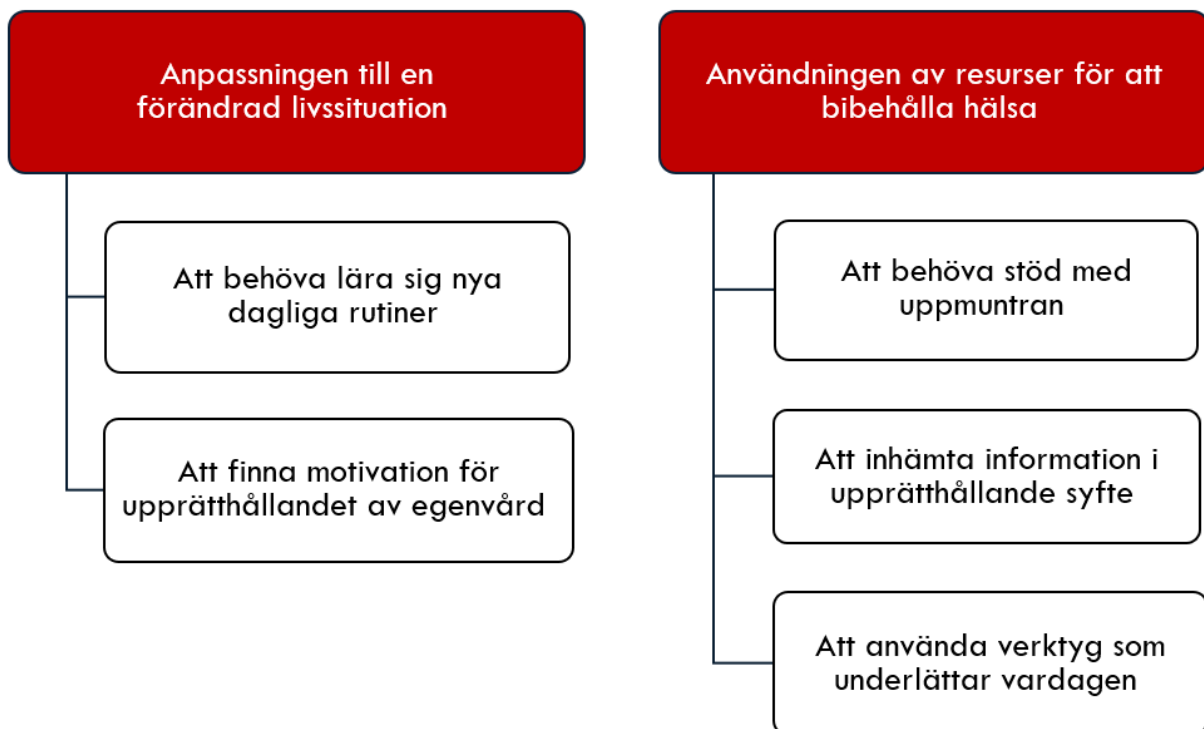 Anpassningen till en
förändrad livssituation
Att behöva lära sig nya
dagliga rutiner
Att finna motivation för
upprätthållandet av egenvård
Användningen av resurser för att
bibehålla hälsa
Att behöva stöd med
uppmuntran
Att inhämta information i
upprätthållande syfte
Att använda verktyg som
underlättar vardagen